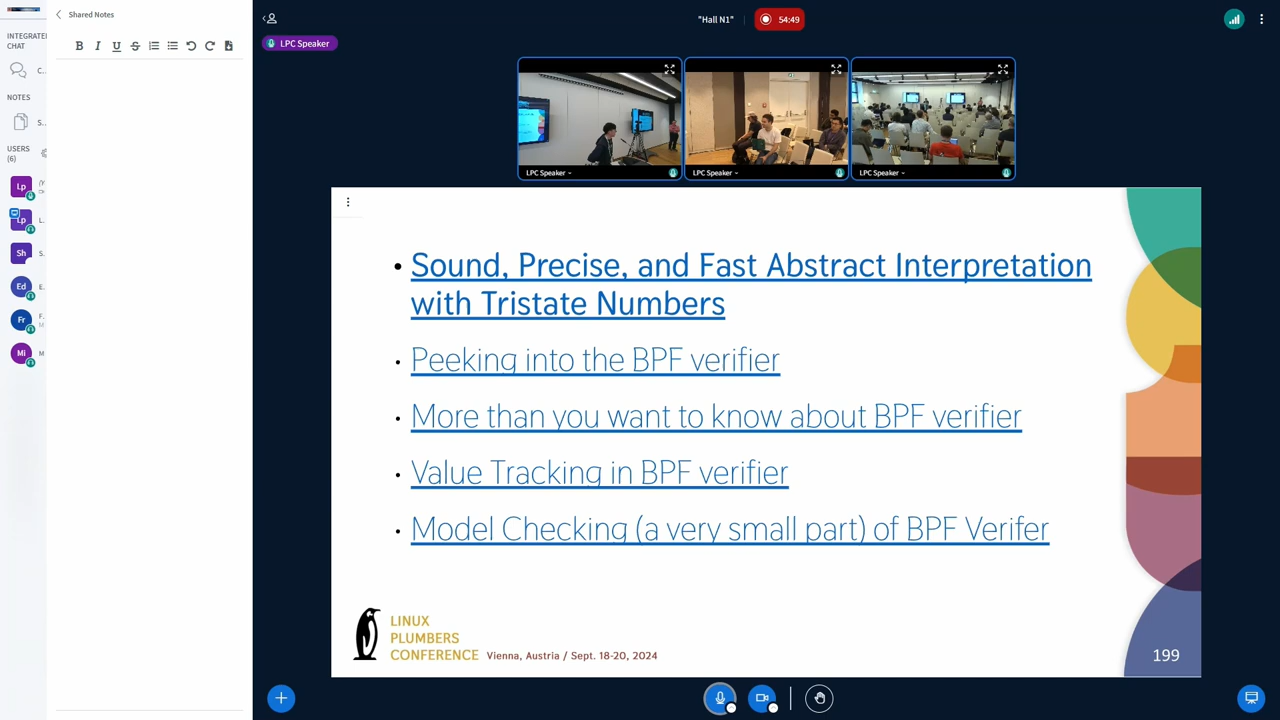 Shared Notes
"Hall N1"
54:49
INTEGRATE
CHAT
C..
NOTES
S..
USERS
(6)
Lp
Lp
L..
Sh
S..
Ed
E..
Fr
F..
Mi
M
B I U S
LPC Speaker
LPC Speaker
LPC Speaker
LPC Speaker
• Sound, Precise, and Fast Abstract Interpretation
with Tristate Numbers
• Peeking into the BPF verifier
• More than you want to know about BPF verifier
• Value Tracking in BPF verifier
• Model Checking (a very small part) of BPF Verifer
LINUX
PLUMBERS
CONFERENCE Vienna, Austria / Sept. 18-20, 2024
199